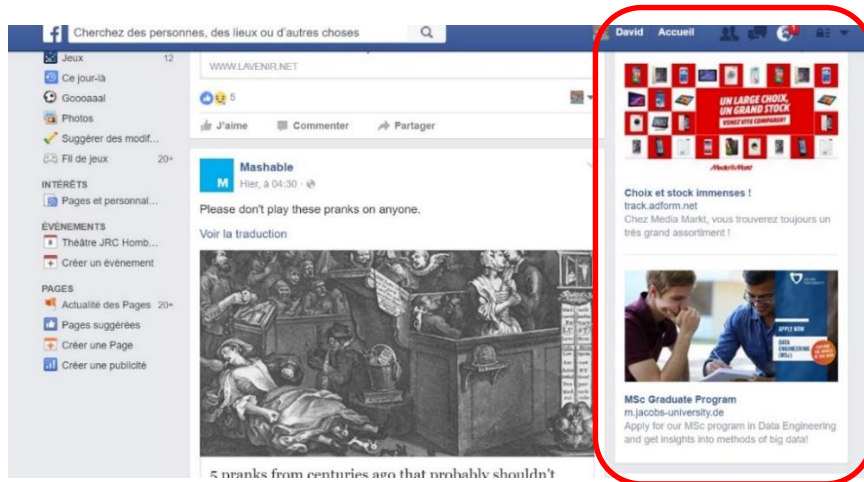 Cherchez des personnes, des lieux ou d'autres choses
David Accueil
Jeux 12
Ce jour-là
Goooaaal
Photos
Suggérer des modif...
Fil de jeux 20+
INTÉRÊTS
Pages et personnal...
ÉVÉNEMENTS
Théâtre JRC Homb...
Créer un événement
PAGES
Actualité des Pages 20+
Pages suggérées
Créer une Page
Créer une publicité
WWW.LAVENIR.NET
5
J'aime Commenter Partager
M
Mashable
Hier, à 04:30
Please don't play these pranks on anyone.
Voir la traduction
5 pranks from centuries ago that probably shouldn't
UN LARGE CHOIX,
UN GRAND STOCK
VENEZ VITE COMPARER!
MediaMarkt
Choix et stock immenses !
track.adform.net
Chez Media Markt, vous trouverez toujours un
très grand assortiment !
APPLY NOW
DATA
ENGINEERING
(MSc)
MSc Graduate Program
m.jacobs-university.de
Apply for our MSc program in Data Engineering
and get insights into methods of big data!